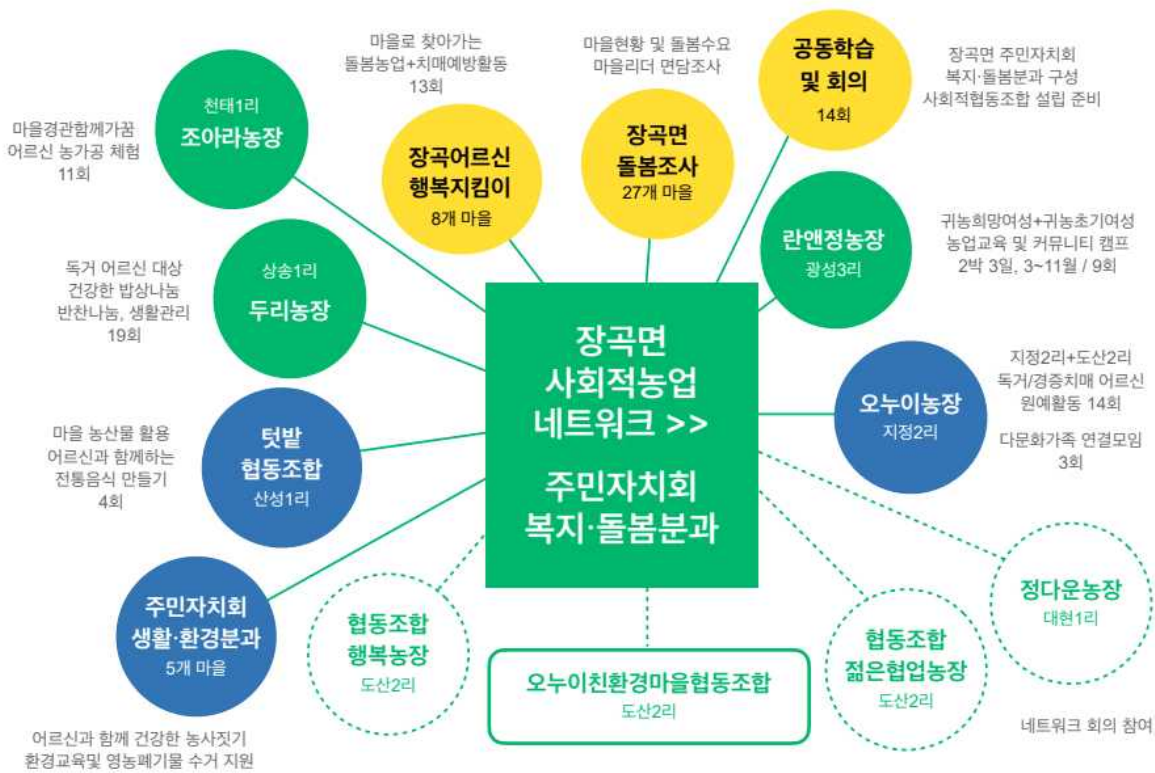 마을로 찾아가는
돌봄농업+치매예방활동
13회
장곡어르신
행복지킴이
8개 마을
마을현황 및 돌봄수요
마을리더 면담조사
장곡면
돌봄조사
27개 마을
공동학습
및 회의
14회
장곡면 주민자치회
복지·돌봄분과 구성
사회적협동조합 설립 준비
천태1리
조아라농장
마을경관함께가꿈
어르신 농가공 체험
11회
란앤정농장
광성3리
귀농희망여성+귀농초기여성
농업교육 및 커뮤니티 캠프
2박 3일, 3~11월 / 9회
독거 어르신 대상
건강한 밥상나눔
반찬나눔, 생활관리
19회
상송1리
두리농장
장곡면
사회적농업
네트워크 >>
주민자치회
복지·돌봄분과
오누이농장
지정2리
지정2리+도산2리
독거/경증치매 어르신
원예활동 14회
다문화가족 연결모임
3회
마을 농산물 활용
어르신과 함께하는
전통음식 만들기
4회
텃밭
협동조합
산성1리
주민자치회
생활·환경분과
5개 마을
어르신과 함께 건강한 농사짓기
환경교육및 영농폐기물 수거 지원
협동조합
행복농장
도산2리
오누이친환경마을협동조합
도산2리
협동조합
젊은협업농장
도산2리
정다운농장
대현1리
네트워크 회의 참여